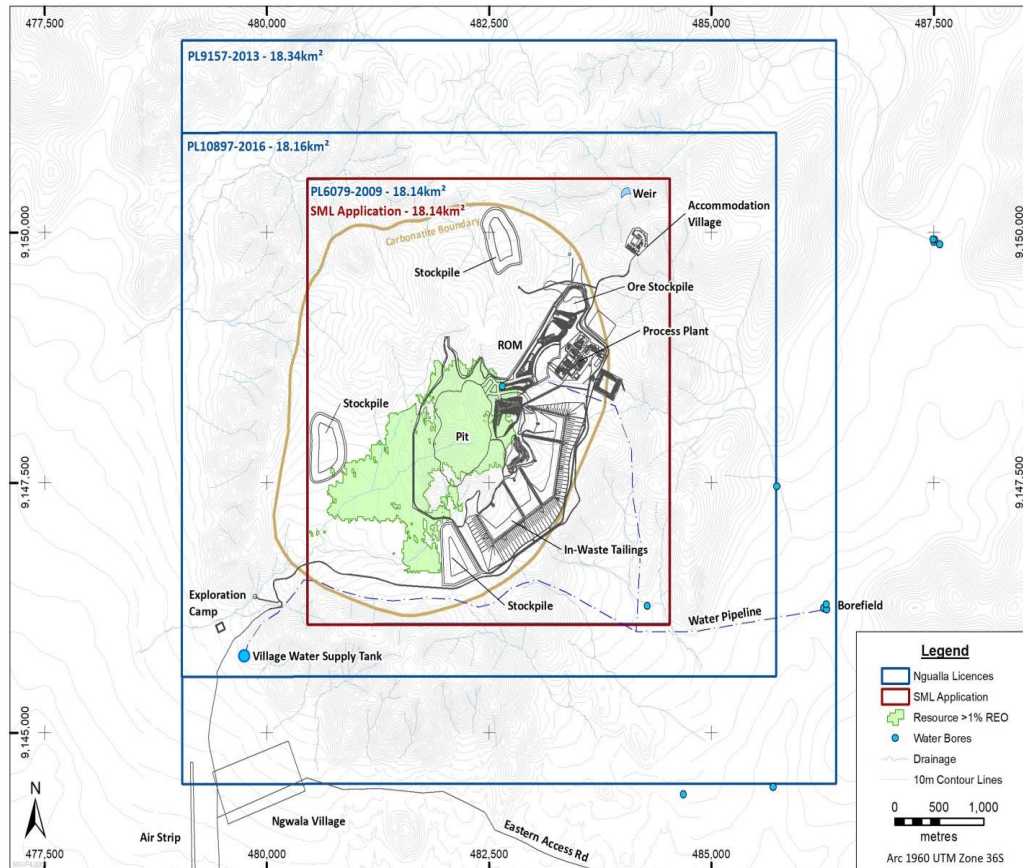 477,500
480,000
482,500
485,000
487,500
9,150,000
9,150,000
9,147,500
9,147,500
9,145,000
PL9157-2013 - 18.34km²
PL10897-2016 - 18.16km²
PL6079-2009 - 18.14km²
SML Application - 18.14km²
Carbonatite Boundary
Weir
Accommodation
Village
Stockpile
Ore Stockpile
Process Plant
ROM
Stockpile
Pit
In-Waste Tailings
Stockpile
Exploration
Camp
Water Pipeline
Borefield
Village Water Supply Tank
Legend
Ngualla Licences
SML Application
Resource >1% REO
Water Bores
Drainage
10m Contour Lines
0 500 1,000
metres
Arc 1960 UTM Zone 36S
N
Air Strip
Ngwala Village
Eastern Access Rd
477,500
480,000
482,500
485,000